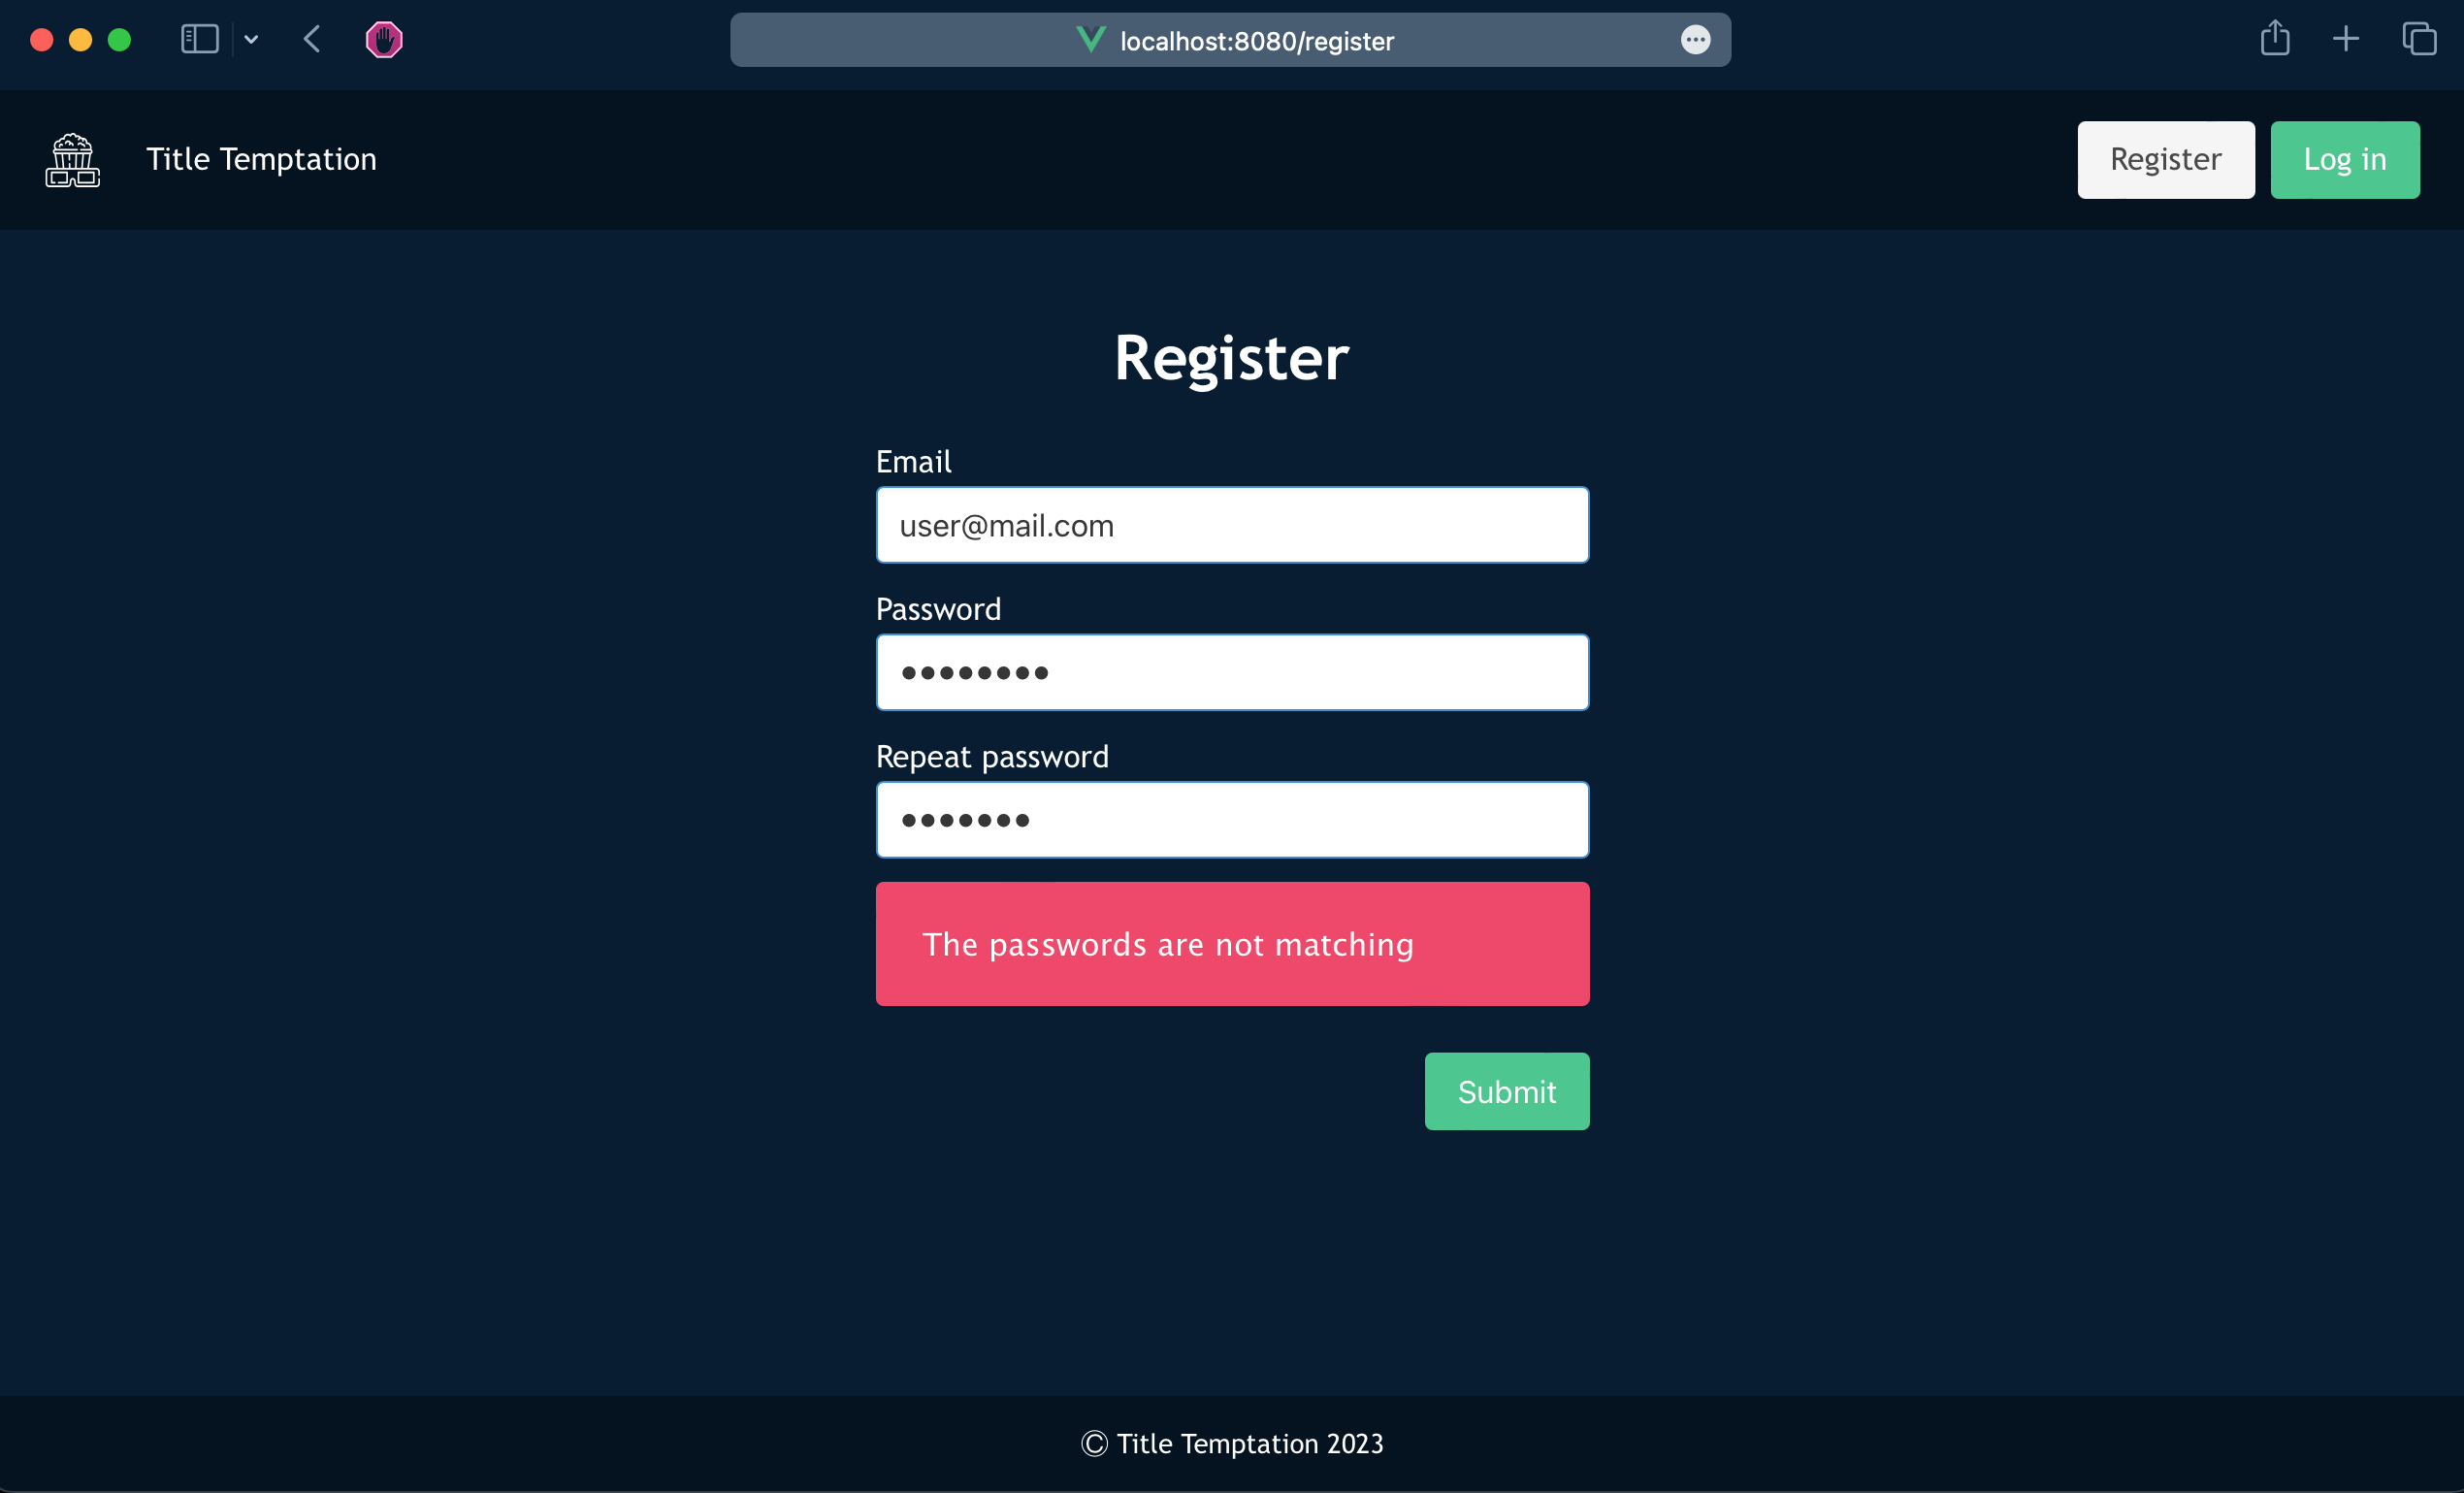 localhost:8080/register
Title Temptation
Register
Log in
Register
Email
user@mail.com
Password
••••••••
Repeat password
•••••••
The passwords are not matching
Submit
© Title Temptation 2023